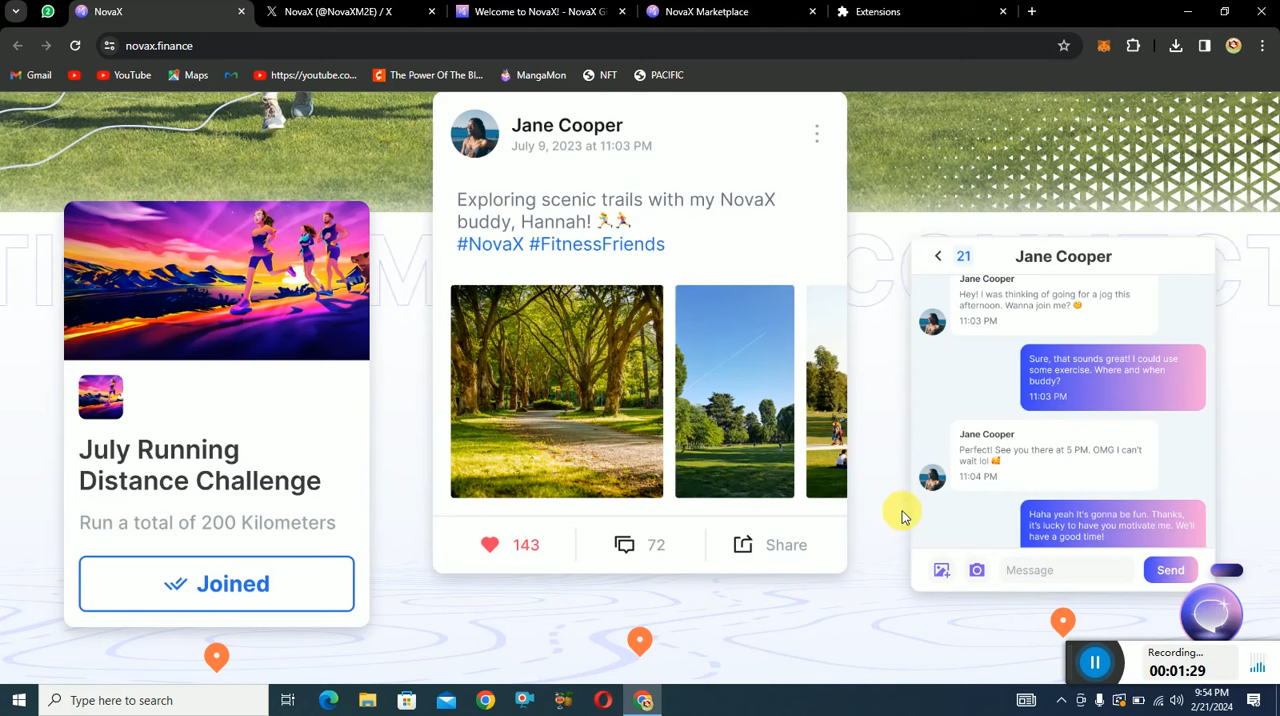 NovaX
NovaX (@NovaXM2E) / X
Welcome to NovaX! - NovaX Gi
NovaX Marketplace
Extensions
novax.finance
Gmail
YouTube
Maps
https://youtube.co...
The Power Of The Bl...
MangaMon
NFT
PACIFIC
Jane Cooper
July 9, 2023 at 11:03 PM
Exploring scenic trails with my NovaX
buddy, Hannah! 🏃🏃
#NovaX #FitnessFriends
143
72
Share
July Running
Distance Challenge
Run a total of 200 Kilometers
Joined
21
Jane Cooper
Jane Cooper
Hey! I was thinking of going for a jog this
afternoon. Wanna join me? 😊
11:03 PM
Sure, that sounds great! I could use
some exercise. Where and when
buddy?
11:03 PM
Jane Cooper
Perfect! See you there at 5 PM. OMG I can't
wait lol 🥰
11:04 PM
Haha yeah It's gonna be fun. Thanks,
it's lucky to have you motivate me. We'll
have a good time!
Message
Send
Recording...
00:01:29
Type here to search
9:54 PM
2/21/2024